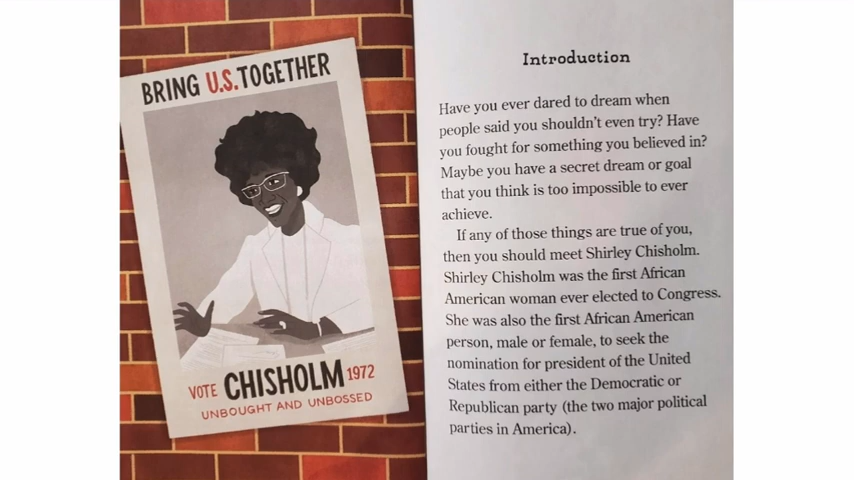 BRING U.S. TOGETHER
VOTE CHISHOLM 1972
UNBOUGHT AND UNBOSSED
Introduction
Have you ever dared to dream when
people said you shouldn't even try? Have
you fought for something you believed in?
Maybe you have a secret dream or goal
that you think is too impossible to ever
achieve.
If any of those things are true of you,
then you should meet Shirley Chisholm.
Shirley Chisholm was the first African
American woman ever elected to Congress.
She was also the first African American
person, male or female, to seek the
nomination for president of the United
States from either the Democratic or
Republican party (the two major political
parties in America).